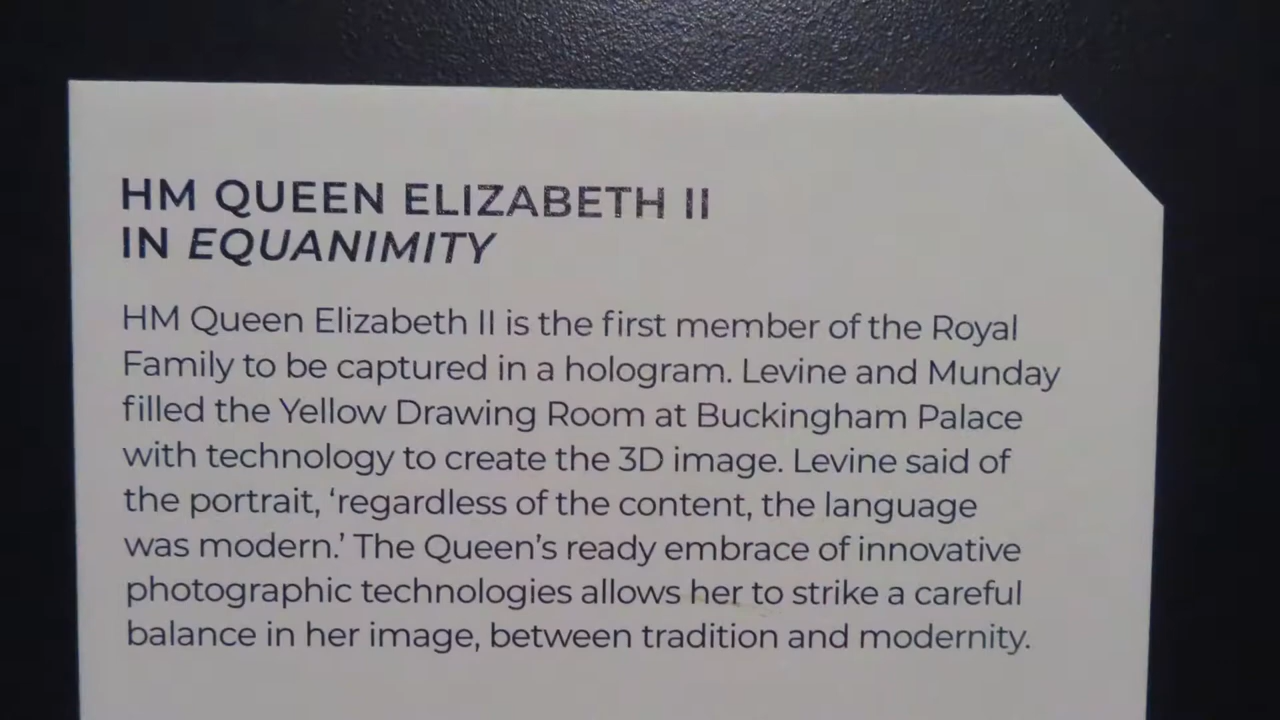 HM QUEEN ELIZABETH II
IN EQUANIMITY
HM Queen Elizabeth II is the first member of the Royal
Family to be captured in a hologram. Levine and Munday
filled the Yellow Drawing Room at Buckingham Palace
with technology to create the 3D image. Levine said of
the portrait, ‘regardless of the content, the language
was modern.’ The Queen’s ready embrace of innovative
photographic technologies allows her to strike a careful
balance in her image, between tradition and modernity.